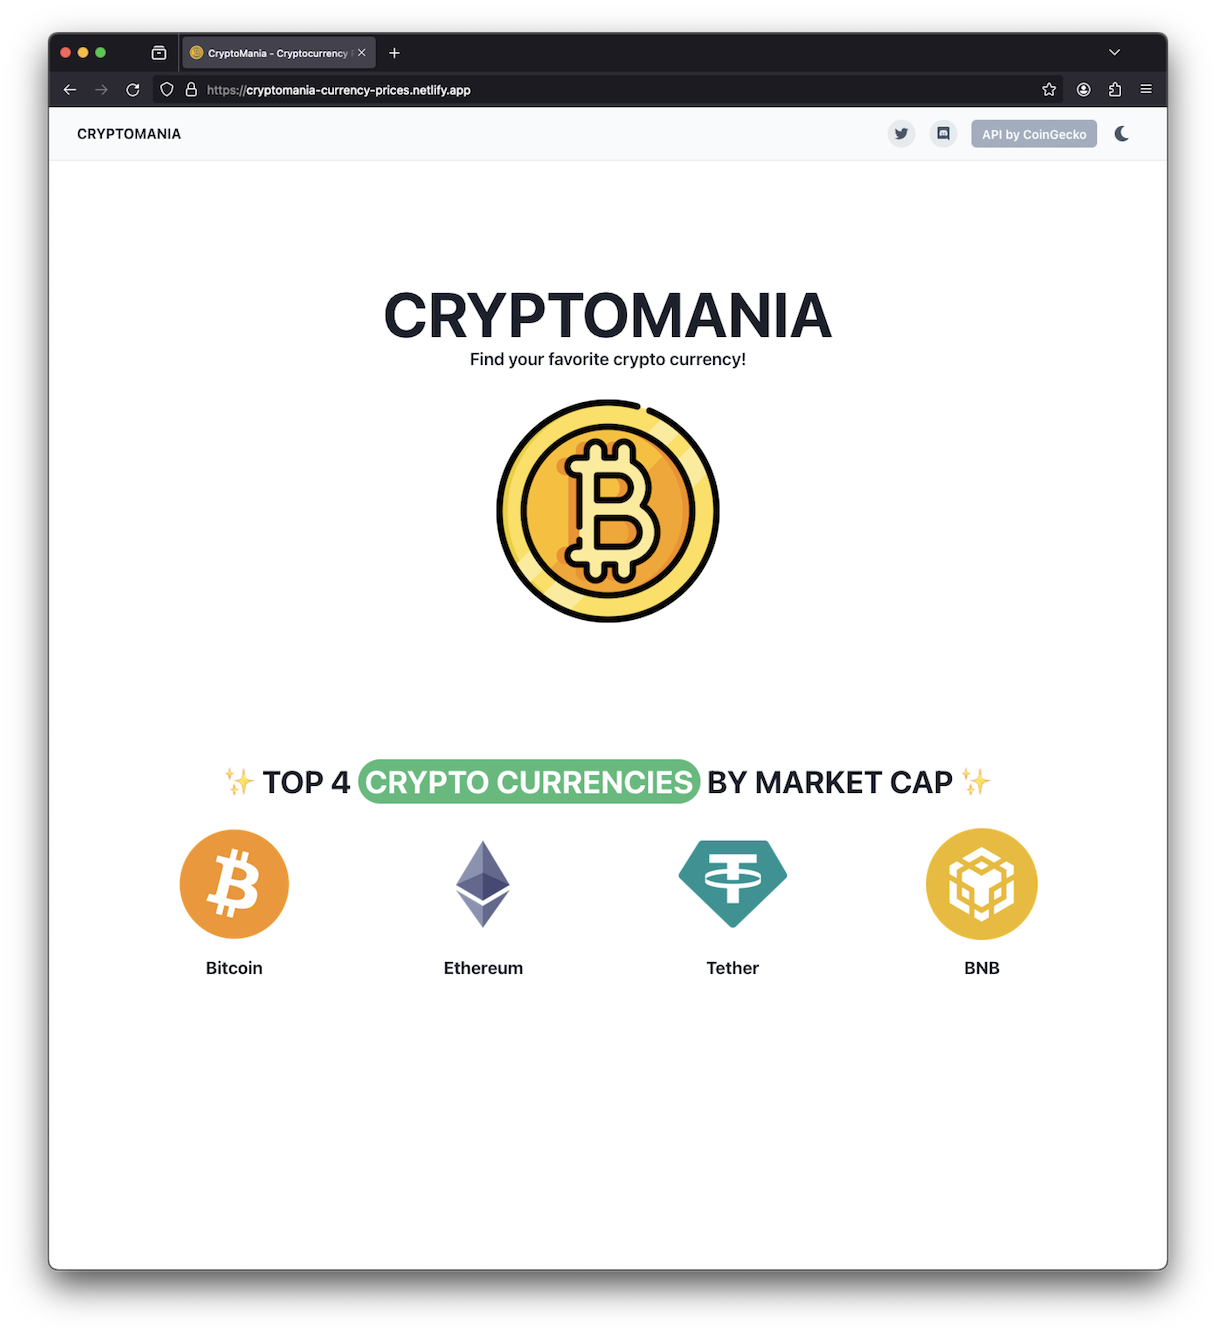 CryptoMania - Cryptocurrency
https://cryptomania-currency-prices.netlify.app
CRYPTOMANIA
API by CoinGecko
CRYPTOMANIA
Find your favorite crypto currency!
✨ TOP 4 CRYPTO CURRENCIES BY MARKET CAP ✨
Bitcoin
Ethereum
Tether
BNB